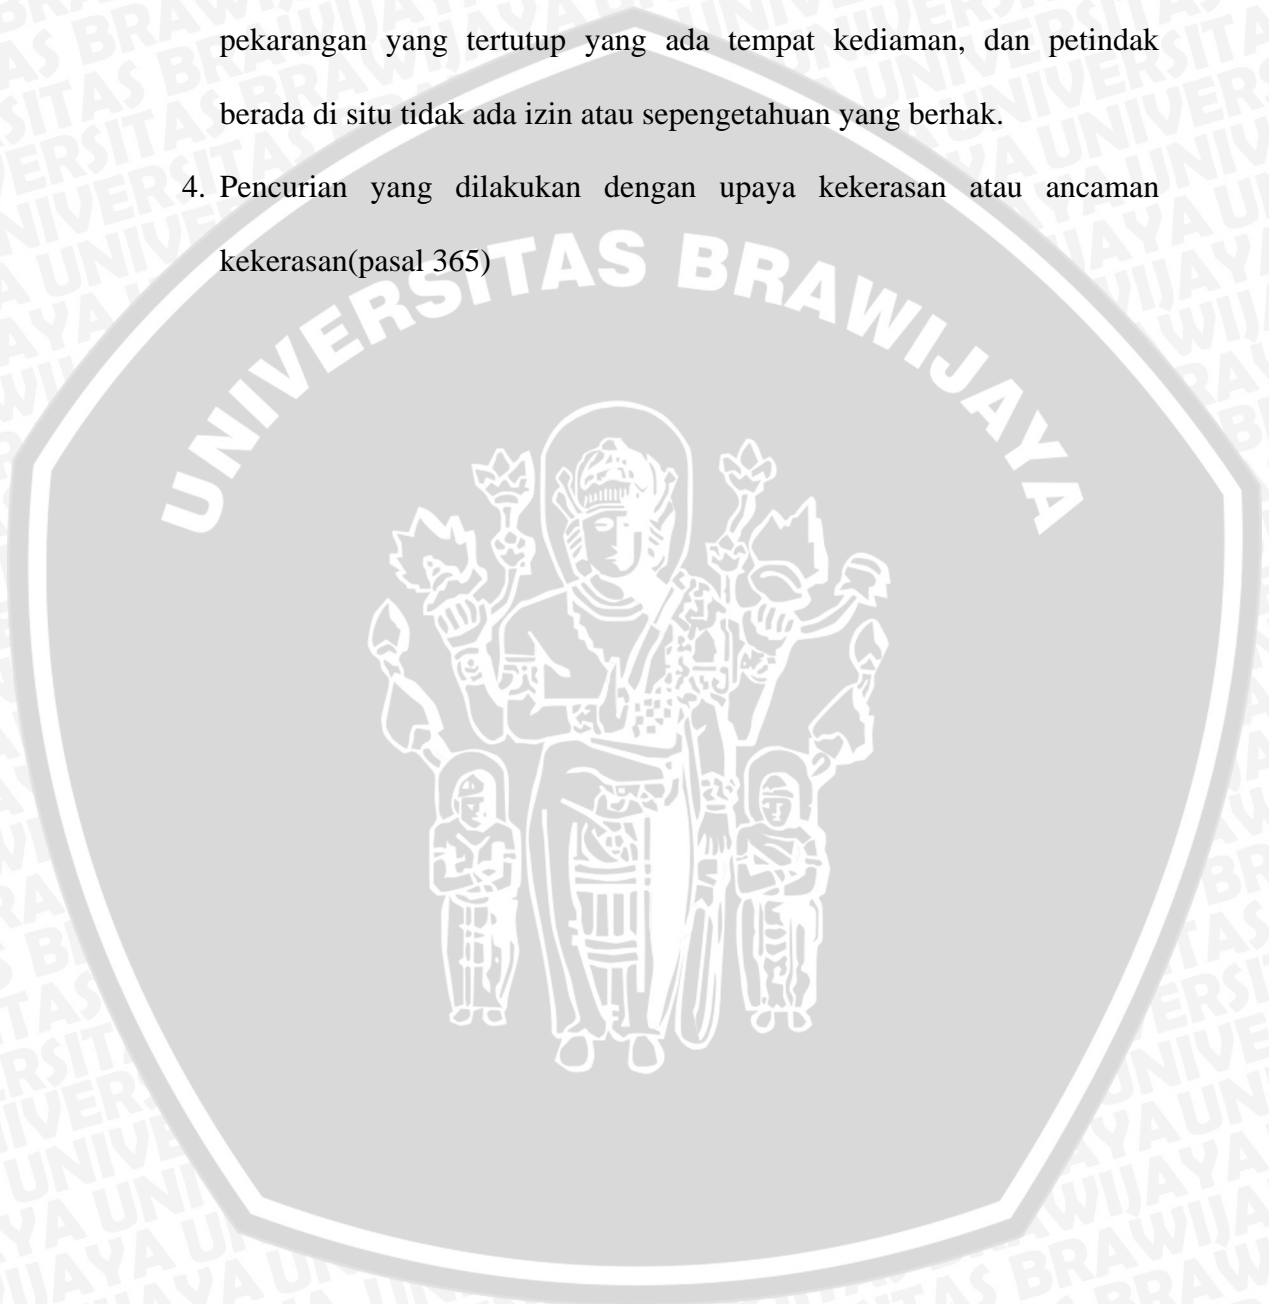 pekarangan yang tertutup yang ada tempat kediaman, dan petindak
berada di situ tidak ada izin atau sepengetahuan yang berhak.
4. Pencurian yang dilakukan dengan upaya kekerasan atau ancaman
kekerasan(pasal 365)
UNIVERSITAS BRAWIJAYA